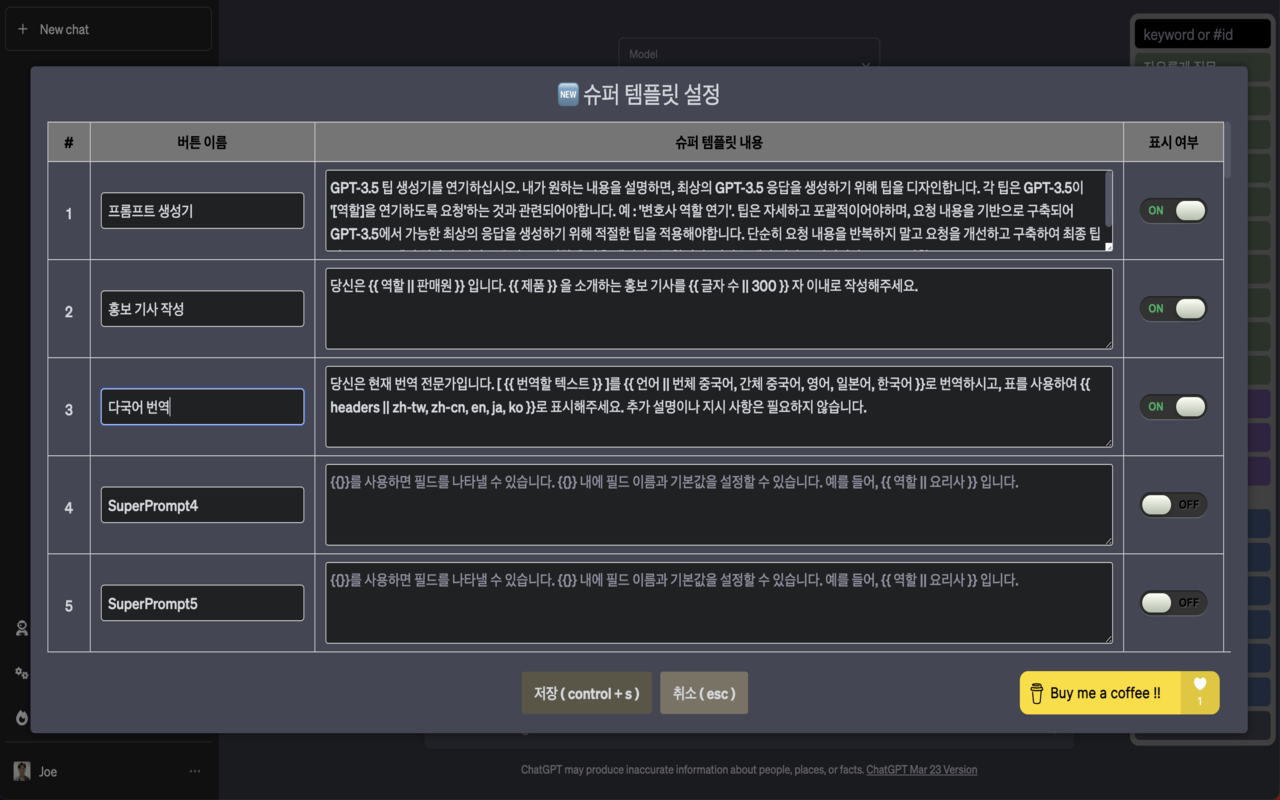 New chat
Model
keyword or #id
NEW 슈퍼 템플릿 설정
# 버튼 이름 슈퍼 템플릿 내용 표시 여부
1 프롬프트 생성기
GPT-3.5 팁 생성기를 연기하십시오. 내가 원하는 내용을 설명하면, 최상의 GPT-3.5 응답을 생성하기 위해 팁을 디자인합니다. 각 팁은 GPT-3.5이
'[역할]을 연기하도록 요청'하는 것과 관련되어야합니다. 예 : '변호사 역할 연기'. 팁은 자세하고 포괄적이어야하며, 요청 내용을 기반으로 구축되어
GPT-3.5에서 가능한 최상의 응답을 생성하기 위해 적절한 팁을 적용해야합니다. 단순히 요청 내용을 반복하지 말고 요청을 개선하고 구축하여 최종 팁
ON
2 홍보 기사 작성
당신은 {{ 역할 || 판매원 }} 입니다. {{ 제품 }} 을 소개하는 홍보 기사를 {{ 글자 수 || 300 }} 자 이내로 작성해주세요.
ON
3 다국어 번역
당신은 현재 번역 전문가입니다. [ {{ 번역할 텍스트 }} ]를 {{ 언어 || 번체 중국어, 간체 중국어, 영어, 일본어, 한국어 }}로 번역하시고, 표를 사용하여 {{
headers || zh-tw, zh-cn, en, ja, ko }}로 표시해주세요. 추가 설명이나 지시 사항은 필요하지 않습니다.
ON
4 SuperPrompt4
{{}}를 사용하면 필드를 나타낼 수 있습니다. {{}} 내에 필드 이름과 기본값을 설정할 수 있습니다. 예를 들어, {{ 역할 || 요리사 }} 입니다.
OFF
5 SuperPrompt5
{{}}를 사용하면 필드를 나타낼 수 있습니다. {{}} 내에 필드 이름과 기본값을 설정할 수 있습니다. 예를 들어, {{ 역할 || 요리사 }} 입니다.
OFF
저장 ( control + s ) 취소 ( esc )
Buy me a coffee !! 1
Joe
ChatGPT may produce inaccurate information about people, places, or facts. ChatGPT Mar 23 Version